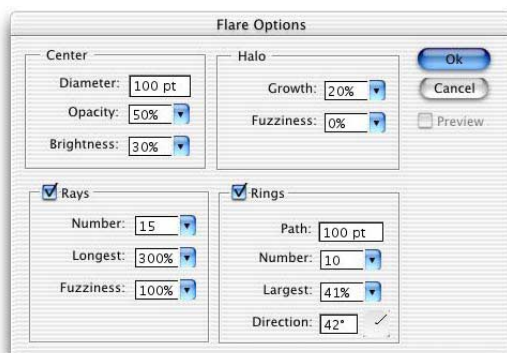 Flare Options
Center
Diameter: 100 pt
Opacity: 50%
Brightness: 30%
Halo
Growth: 20%
Fuzziness: 0%
Ok
Cancel
Preview
Rays
Number: 15
Longest: 300%
Fuzziness: 100%
Rings
Path: 100 pt
Number: 10
Largest: 41%
Direction: 42°